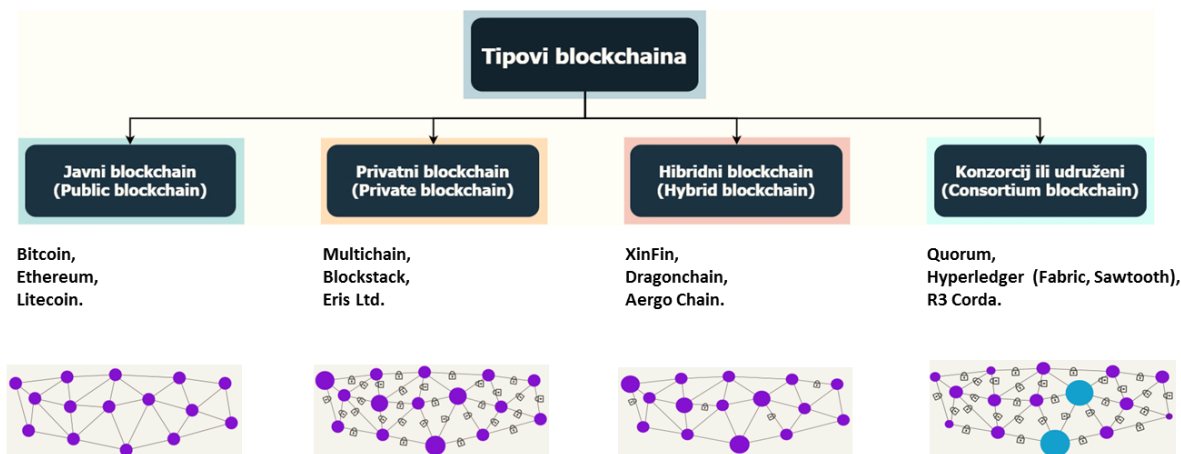 Tipovi blockchaina
Javni blockchain
(Public blockchain)
Privatni blockchain
(Private blockchain)
Hibridni blockchain
(Hybrid blockchain)
Konzorcij ili udruženi
(Consortium blockchain)
Bitcoin,
Ethereum,
Litecoin.
Multichain,
Blockstack,
Eris Ltd.
XinFin,
Dragonchain,
Aergo Chain.
Quorum,
Hyperledger (Fabric, Sawtooth),
R3 Corda.